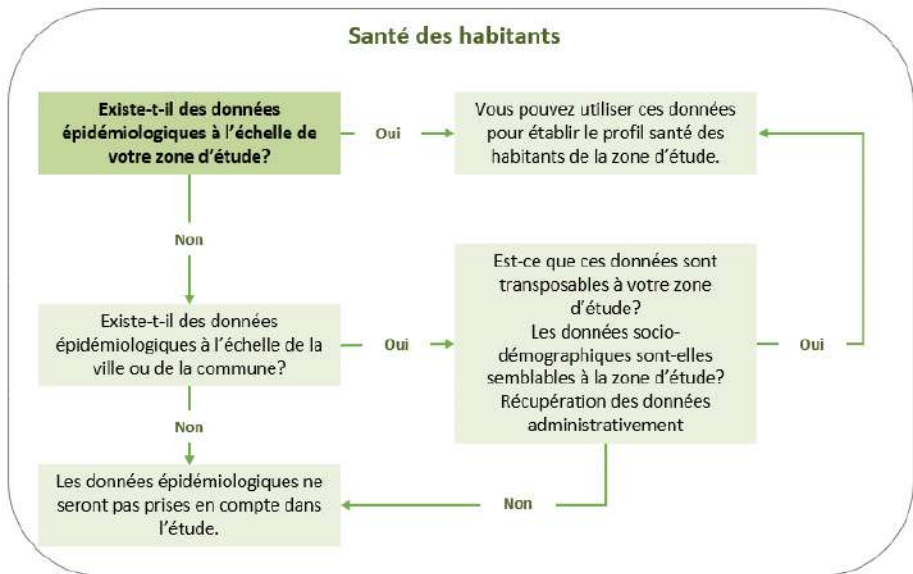 Santé des habitants
Existe-t-il des données
épidémiologiques à l'échelle de
votre zone d'étude?
Oui
Vous pouvez utiliser ces données
pour établir le profil santé des
habitants de la zone d'étude.
Non
Existe-t-il des données
épidémiologiques à l'échelle de la
ville ou de la commune?
Oui
Est-ce que ces données sont
transposables à votre zone
d'étude?
Les données socio-
démographiques sont-elles
semblables à la zone d'étude?
Récupération des données
administrativement
Oui
Non
Les données épidémiologiques ne
seront pas prises en compte dans
l'étude.
Non